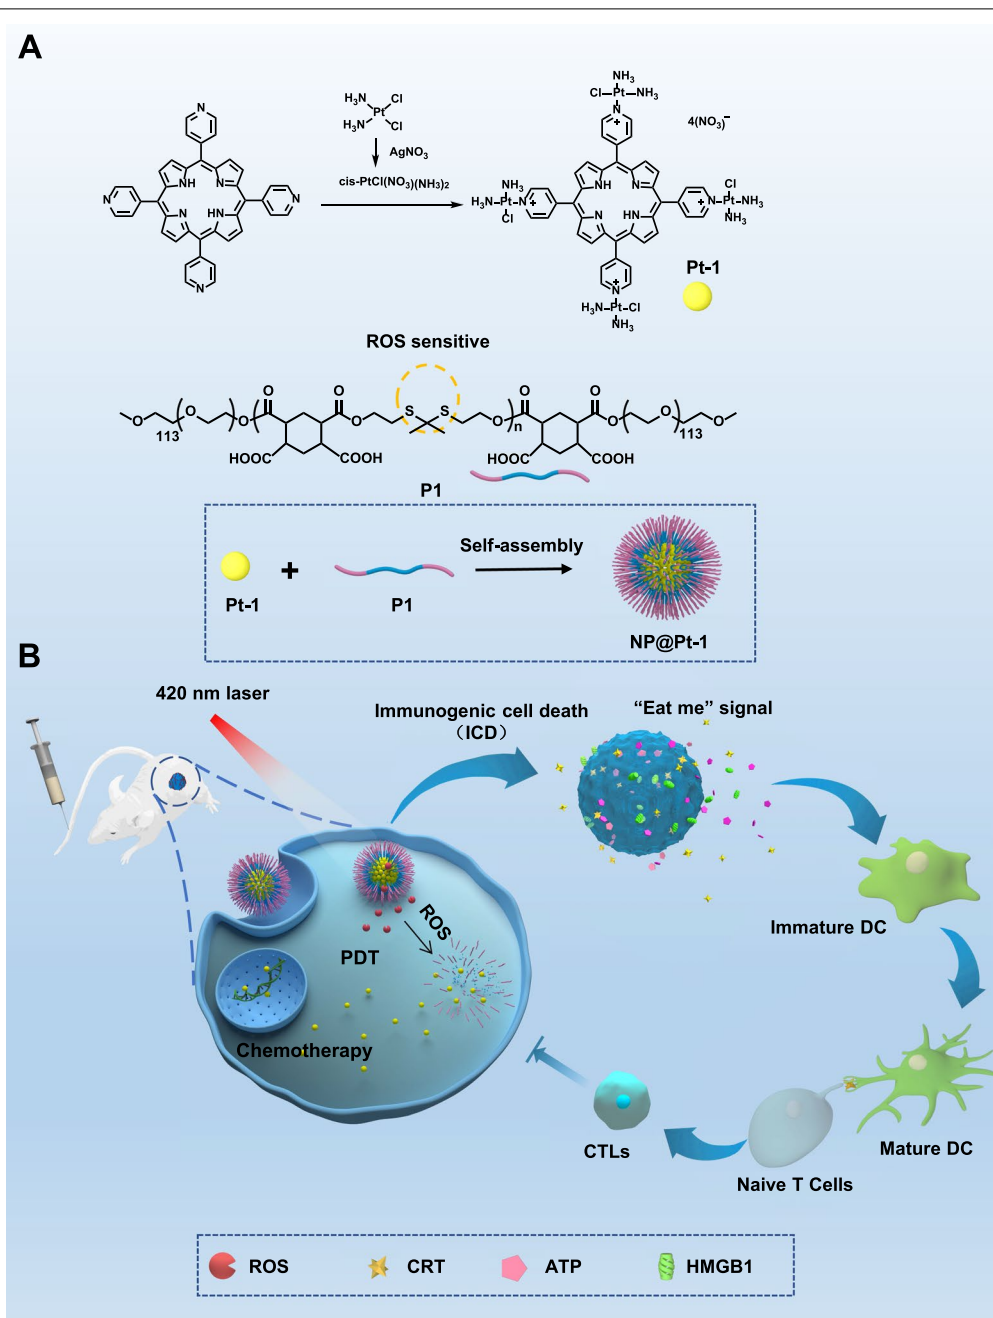 A
N
N
N
N
NH
N
N
HN
H₃N
H₃N
Pt
Cl
Cl
AgNO₃
cis-PtCl(NO₃)(NH₃)₂
NH₃
Cl-Pt-NH₃
N
+
4(NO₃)⁻
NH₃
H₃N-Pt-N
Cl
+
NH
N
N
HN
Cl
N-Pt-NH₃
NH₃
+
N
+
H₃N-Pt-Cl
NH₃
Pt-1
ROS sensitive
O
O
O
O
O
O
O
O
S
S
O
O
O
O
113
n
113
HOOC
COOH
HOOC
COOH
P1
Self-assembly
+
Pt-1
P1
NP@Pt-1
B
420 nm laser
Immunogenic cell death
（ICD）
“Eat me” signal
ROS
PDT
Chemotherapy
Immature DC
Mature DC
Naive T Cells
CTLs
ROS
CRT
ATP
HMGB1